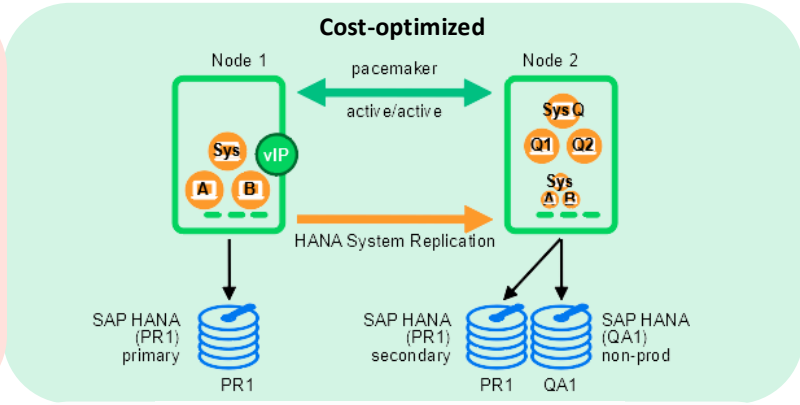 Cost-optimized
Node 1
Node 2
pacemaker
active/active
Sys
vIP
A
B
Sys Q
Q1
Q2
Sys
A
B
HANA System Replication
SAP HANA
(PR1)
primary
PR1
SAP HANA
(PR1)
secondary
PR1
QA1
SAP HANA
(QA1)
non-prod